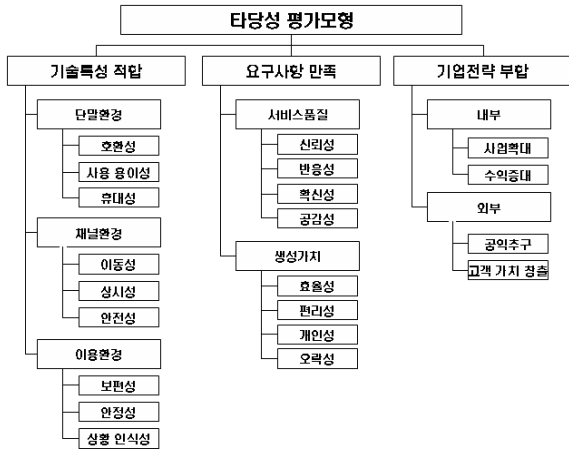 타당성 평가모형
기술특성 적합
단말환경
호환성
사용 용이성
휴대성
채널환경
이동성
상시성
안전성
이용환경
보편성
안정성
상황 인식성
요구사항 만족
서비스품질
신뢰성
반응성
확신성
공감성
생성가치
효율성
편리성
개인성
오락성
기업전략 부합
내부
사업확대
수익증대
외부
공익추구
고객 가치 창출